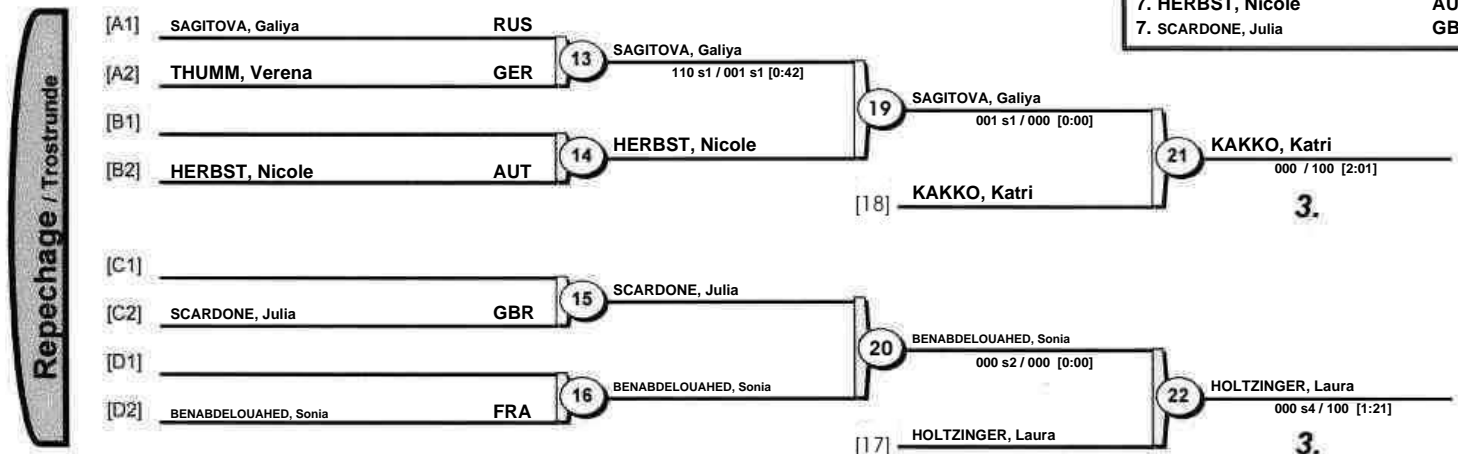 7. HERBST, Nicole AU
7. SCARDONE, Julia GB
Repechage / Trostrunde
[A1] SAGITOVA, Galiya RUS
13 SAGITOVA, Galiya
110 s1 / 001 s1 [0:42]
[A2] THUMM, Verena GER
19 SAGITOVA, Galiya
001 s1 / 000 [0:00]
[B1]
14 HERBST, Nicole
[B2] HERBST, Nicole AUT
21 KAKKO, Katri
000 / 100 [2:01]
[18] KAKKO, Katri
3.
[C1]
15 SCARDONE, Julia
[C2] SCARDONE, Julia GBR
20 BENABDELOUAHED, Sonia
000 s2 / 000 [0:00]
[D1]
16 BENABDELOUAHED, Sonia
[D2] BENABDELOUAHED, Sonia FRA
22 HOLTZINGER, Laura
000 s4 / 100 [1:21]
[17] HOLTZINGER, Laura
3.